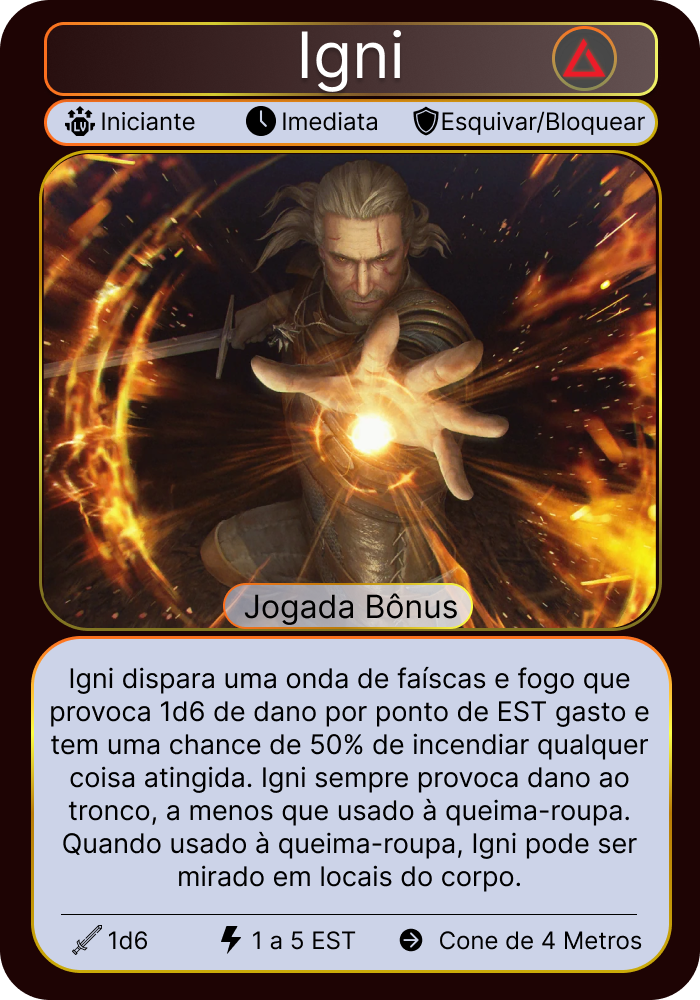 Igni
LV Iniciante Imediata Esquivar/Bloquear
Jogada Bônus
Igni dispara uma onda de faíscas e fogo que
provoca 1d6 de dano por ponto de EST gasto e
tem uma chance de 50% de incendiar qualquer
coisa atingida. Igni sempre provoca dano ao
tronco, a menos que usado à queima-roupa.
Quando usado à queima-roupa, Igni pode ser
mirado em locais do corpo.
1d6 1 a 5 EST Cone de 4 Metros